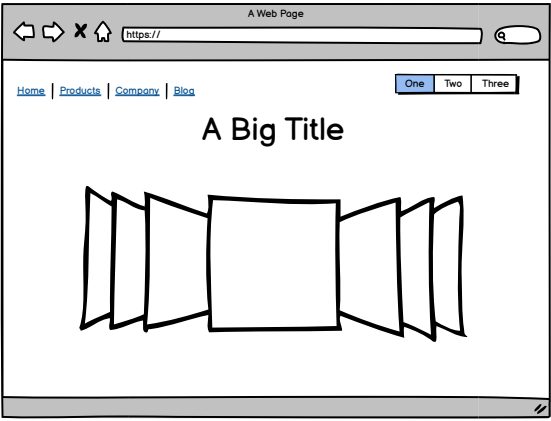 A Web Page
https://
Home Products Company Blog
One Two Three
A Big Title